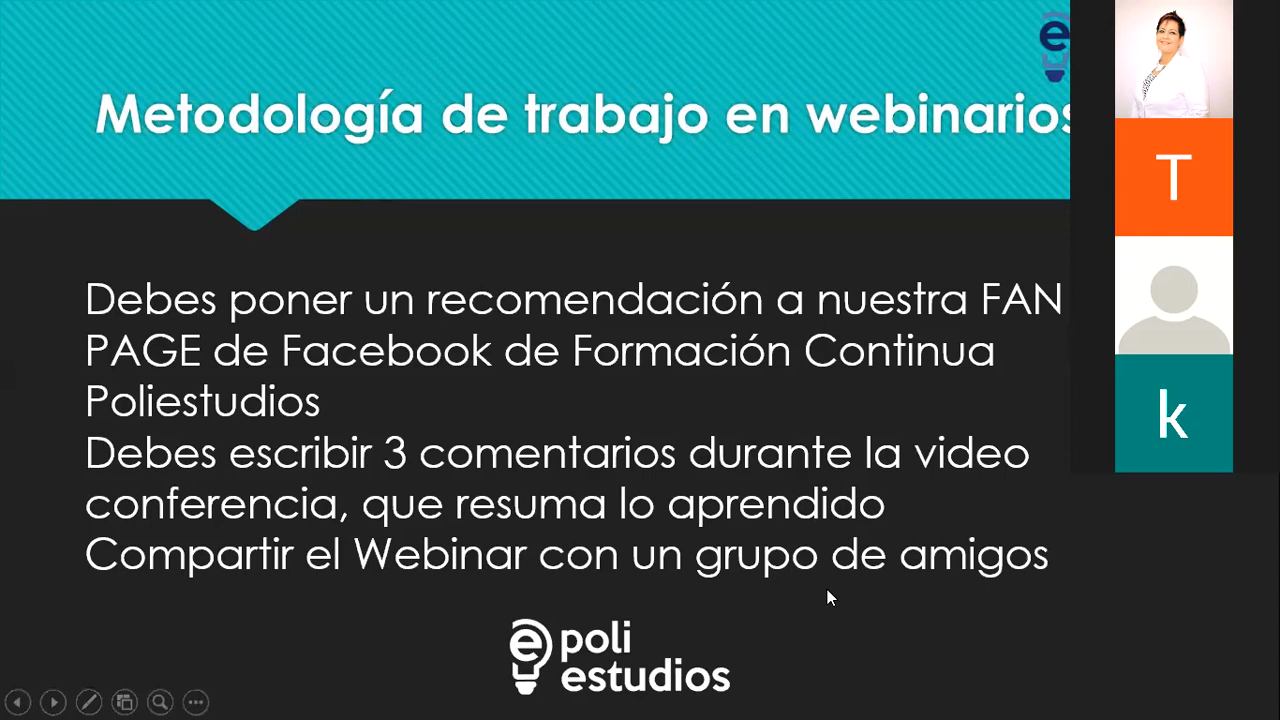 e
Metodología de trabajo en webinarios
T
k
Debes poner un recomendación a nuestra FAN
PAGE de Facebook de Formación Continua
Poliestudios
Debes escribir 3 comentarios durante la video
conferencia, que resuma lo aprendido
Compartir el Webinar con un grupo de amigos
e poli
estudios